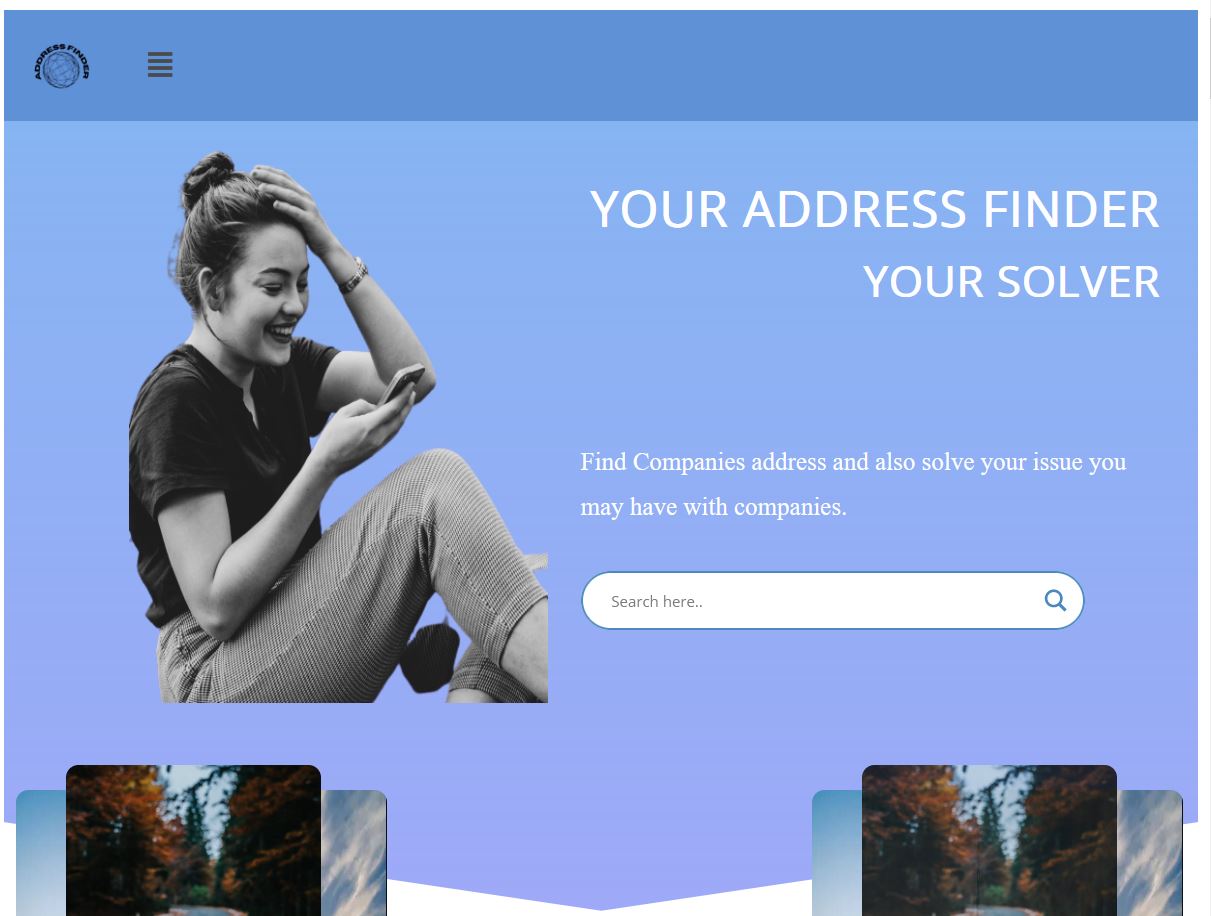 ADDRESS FINDER
YOUR ADDRESS FINDER
YOUR SOLVER
Find Companies address and also solve your issue you
may have with companies.
Search here..